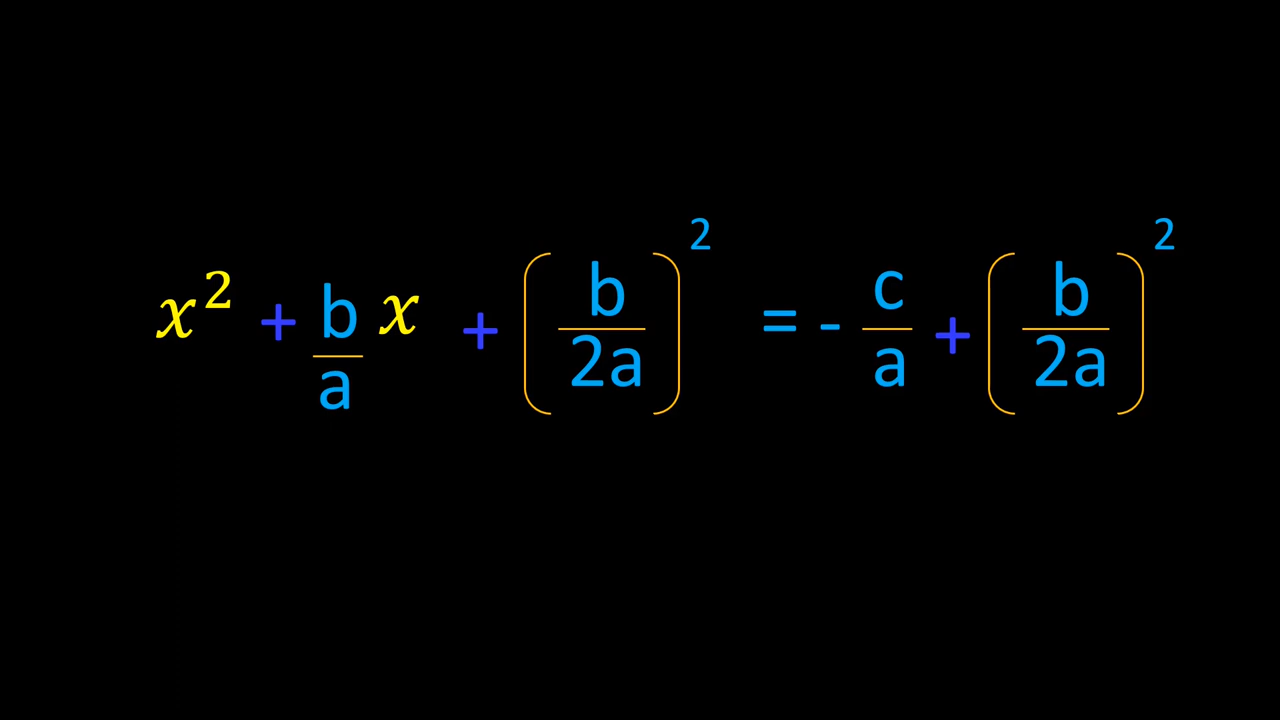 x² + b/a x + (b/2a)² = - c/a + (b/2a)²